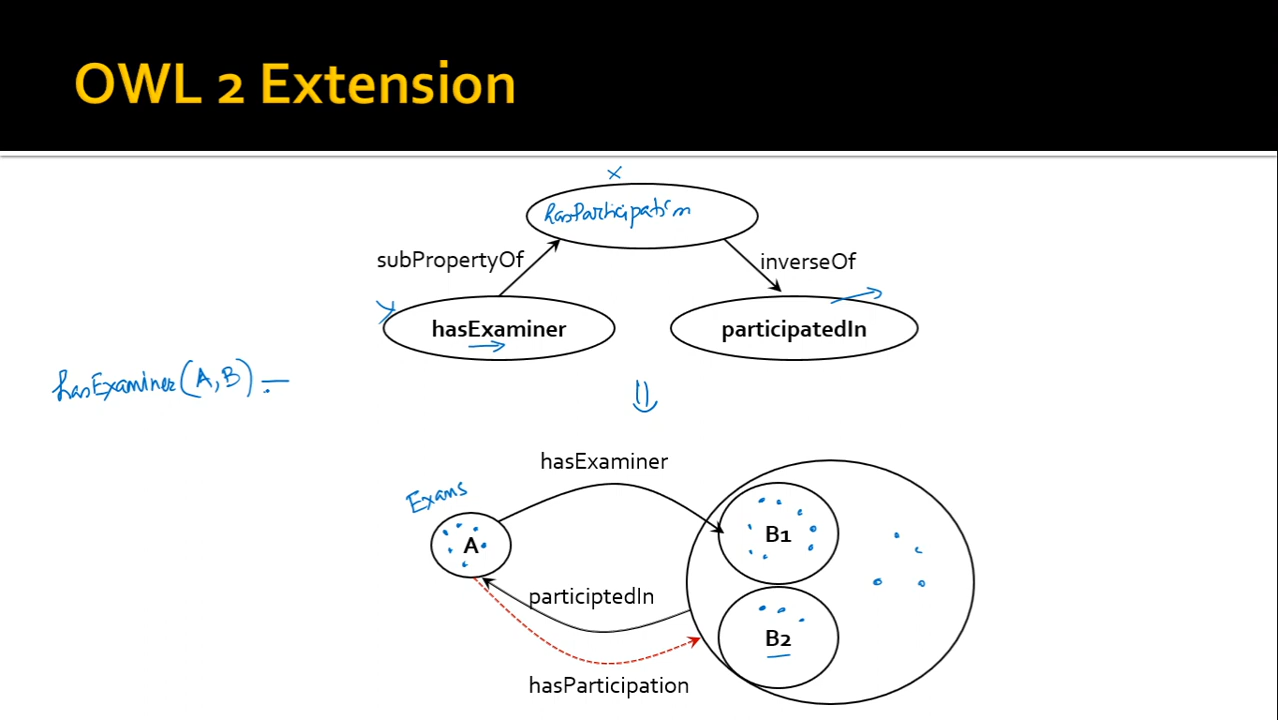 OWL 2 Extension
x
hasParticipation
subPropertyOf
inverseOf
hasExaminer
participatedIn
hasExaminer(A,B) =
hasExaminer
Exams
A
B1
participtedIn
B2
hasParticipation